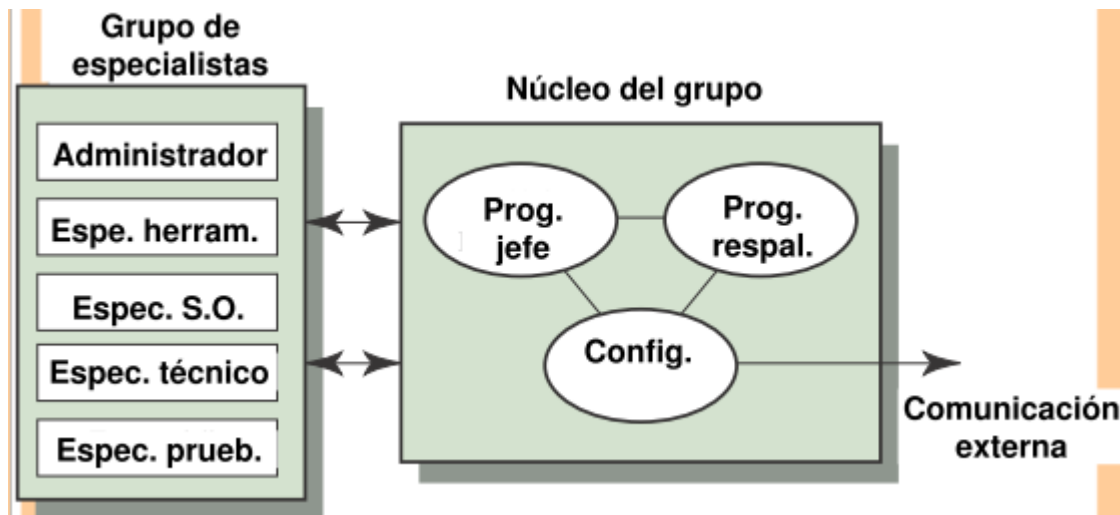 Grupo de
especialistas
Administrador
Espe. herram.
Espec. S.O.
Espec. técnico
Espec. prueb.
Núcleo del grupo
Prog.
jefe
Prog.
respal.
Config.
Comunicación
externa